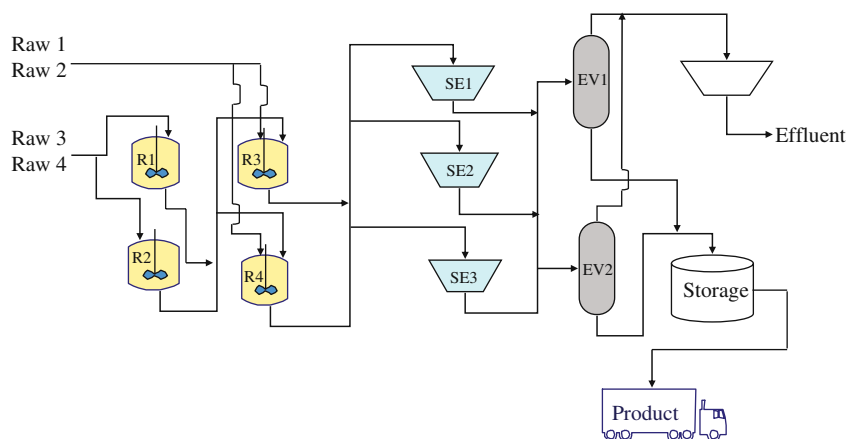 Raw 1
Raw 2
Raw 3
Raw 4
R1
R2
R3
R4
SE1
SE2
SE3
EV1
EV2
Effluent
Storage
Product